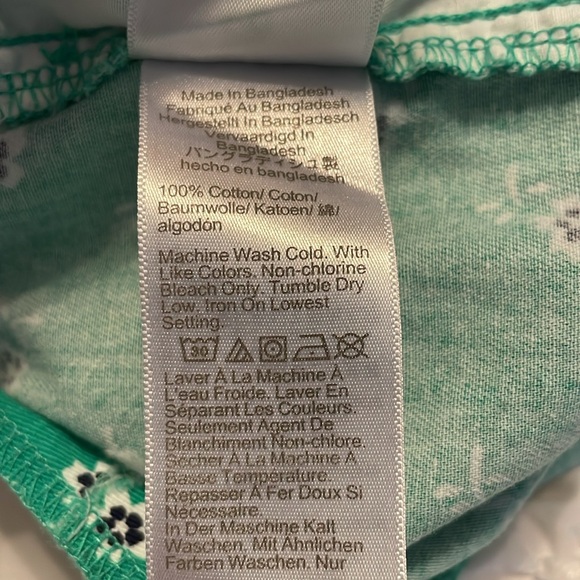 Made In Bangladesh
Fabriqué Au Bangladesh
Hergestellt In Bangladesch
Vervaardigd In
Bangladesh
バングラディシュ製
hecho en bangladesh
100% Cotton/ Coton/
Baumwolle/ Katoen/ 綿/
algodón
Machine Wash Cold. With
Like Colors. Non-chlorine
Bleach Only. Tumble Dry
Low. Iron On Lowest
Setting.
30
Laver À La Machine À
L'eau Froide. Laver En
Séparant Les Couleurs.
Seulement Agent De
Blanchiment Non-chlore.
Sécher À La Machine À
Basse Température.
Repasser À Fer Doux Si
Nécessaire.
In Der Maschine Kalt
Waschen. Mit Ähnlichen
Farben Waschen. Nur